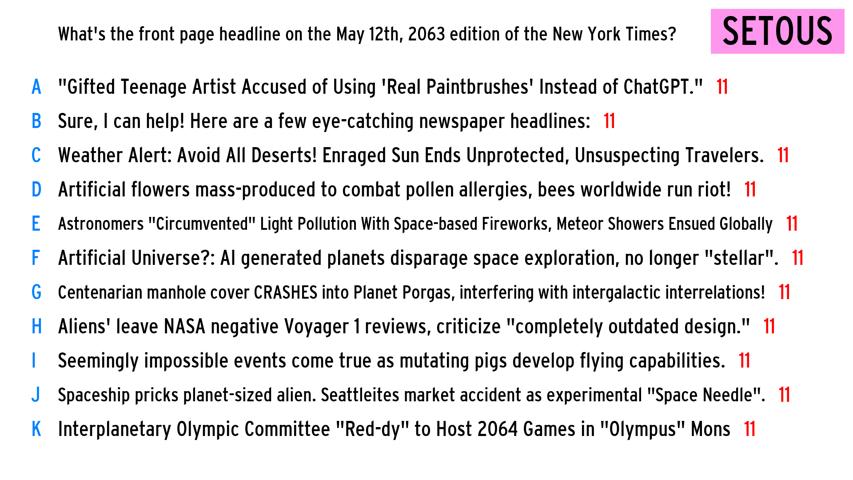 What's the front page headline on the May 12th, 2063 edition of the New York Times?
SETOUS
A "Gifted Teenage Artist Accused of Using 'Real Paintbrushes' Instead of ChatGPT." 11
B Sure, I can help! Here are a few eye-catching newspaper headlines: 11
C Weather Alert: Avoid All Deserts! Enraged Sun Ends Unprotected, Unsuspecting Travelers. 11
D Artificial flowers mass-produced to combat pollen allergies, bees worldwide run riot! 11
E Astronomers "Circumvented" Light Pollution With Space-based Fireworks, Meteor Showers Ensued Globally 11
F Artificial Universe?: AI generated planets disparage space exploration, no longer "stellar". 11
G Centenarian manhole cover CRASHES into Planet Porgas, interfering with intergalactic interrelations! 11
H Aliens' leave NASA negative Voyager 1 reviews, criticize "completely outdated design." 11
I Seemingly impossible events come true as mutating pigs develop flying capabilities. 11
J Spaceship pricks planet-sized alien. Seattleites market accident as experimental "Space Needle". 11
K Interplanetary Olympic Committee "Red-dy" to Host 2064 Games in "Olympus" Mons 11